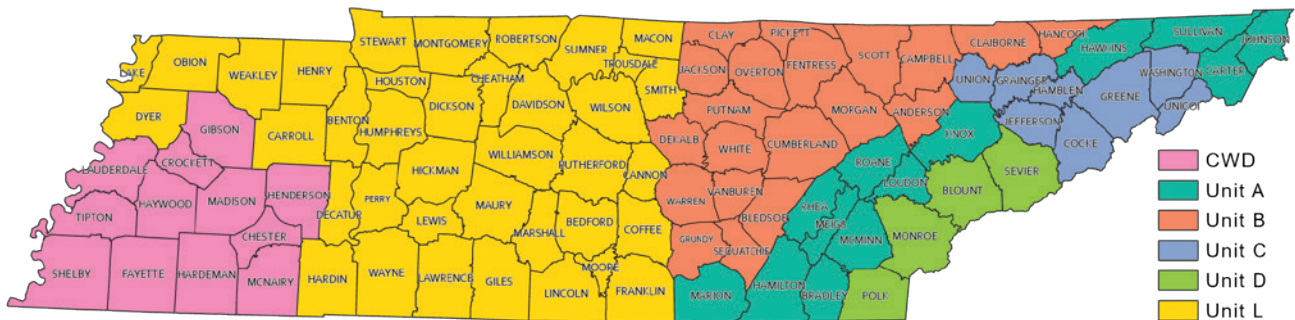 STEWART MONTGOMERY ROBERTSON SUMNER MACON CLAY PICKETT SCOTT CAMPBELL CLAIBORNE HANCOCK HAWKINS SULLIVAN JOHNSON
LAKE OBION WEAKLEY HENRY HOUSTON CHEATHAM TROUSDALE SMITH JACKSON OVERTON FENTRESS UNION GRAINGER HAMBLEN WASHINGTON CARTER
DYER GIBSON CARROLL BENTON HUMPHREYS DICKSON DAVIDSON WILSON PUTNAM MORGAN ANDERSON JEFFERSON GREENE UNICOI
LAUDERDALE CROCKETT HICKMAN WILLIAMSON RUTHERFORD CANNON DEKALB WHITE CUMBERLAND ROANE KNOX COCKE
TIPTON HAYWOOD MADISON HENDERSON DECATUR PERRY LEWIS MAURY MARSHALL BEDFORD COFFEE WARREN VANBUREN BLEDSOE RHEA LOUDON BLOUNT SEVIER
CHESTER GRUNDY SEQUATCHIE MEIGS MCMINN MONROE
SHELBY FAYETTE HARDEMAN MCNAIRY HARDIN WAYNE LAWRENCE GILES LINCOLN MOORE FRANKLIN MARION HAMILTON BRADLEY POLK
CWD
Unit A
Unit B
Unit C
Unit D
Unit L